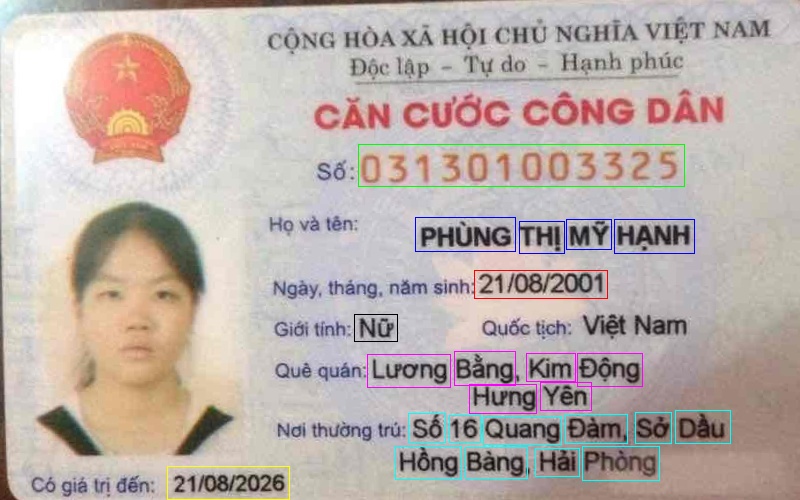 CỘNG HÒA XÃ HỘI CHỦ NGHĨA VIỆT NAM
Độc lập - Tự do - Hạnh phúc
CĂN CƯỚC CÔNG DÂN
Số: 031301003325
Họ và tên: PHÙNG THỊ MỸ HẠNH
Ngày, tháng, năm sinh: 21/08/2001
Giới tính: Nữ Quốc tịch: Việt Nam
Quê quán: Lương Bằng, Kim Động
Hưng Yên
Nơi thường trú: Số 16 Quang Đàm, Sở Dầu
Hồng Bàng, Hải Phòng
Có giá trị đến: 21/08/2026